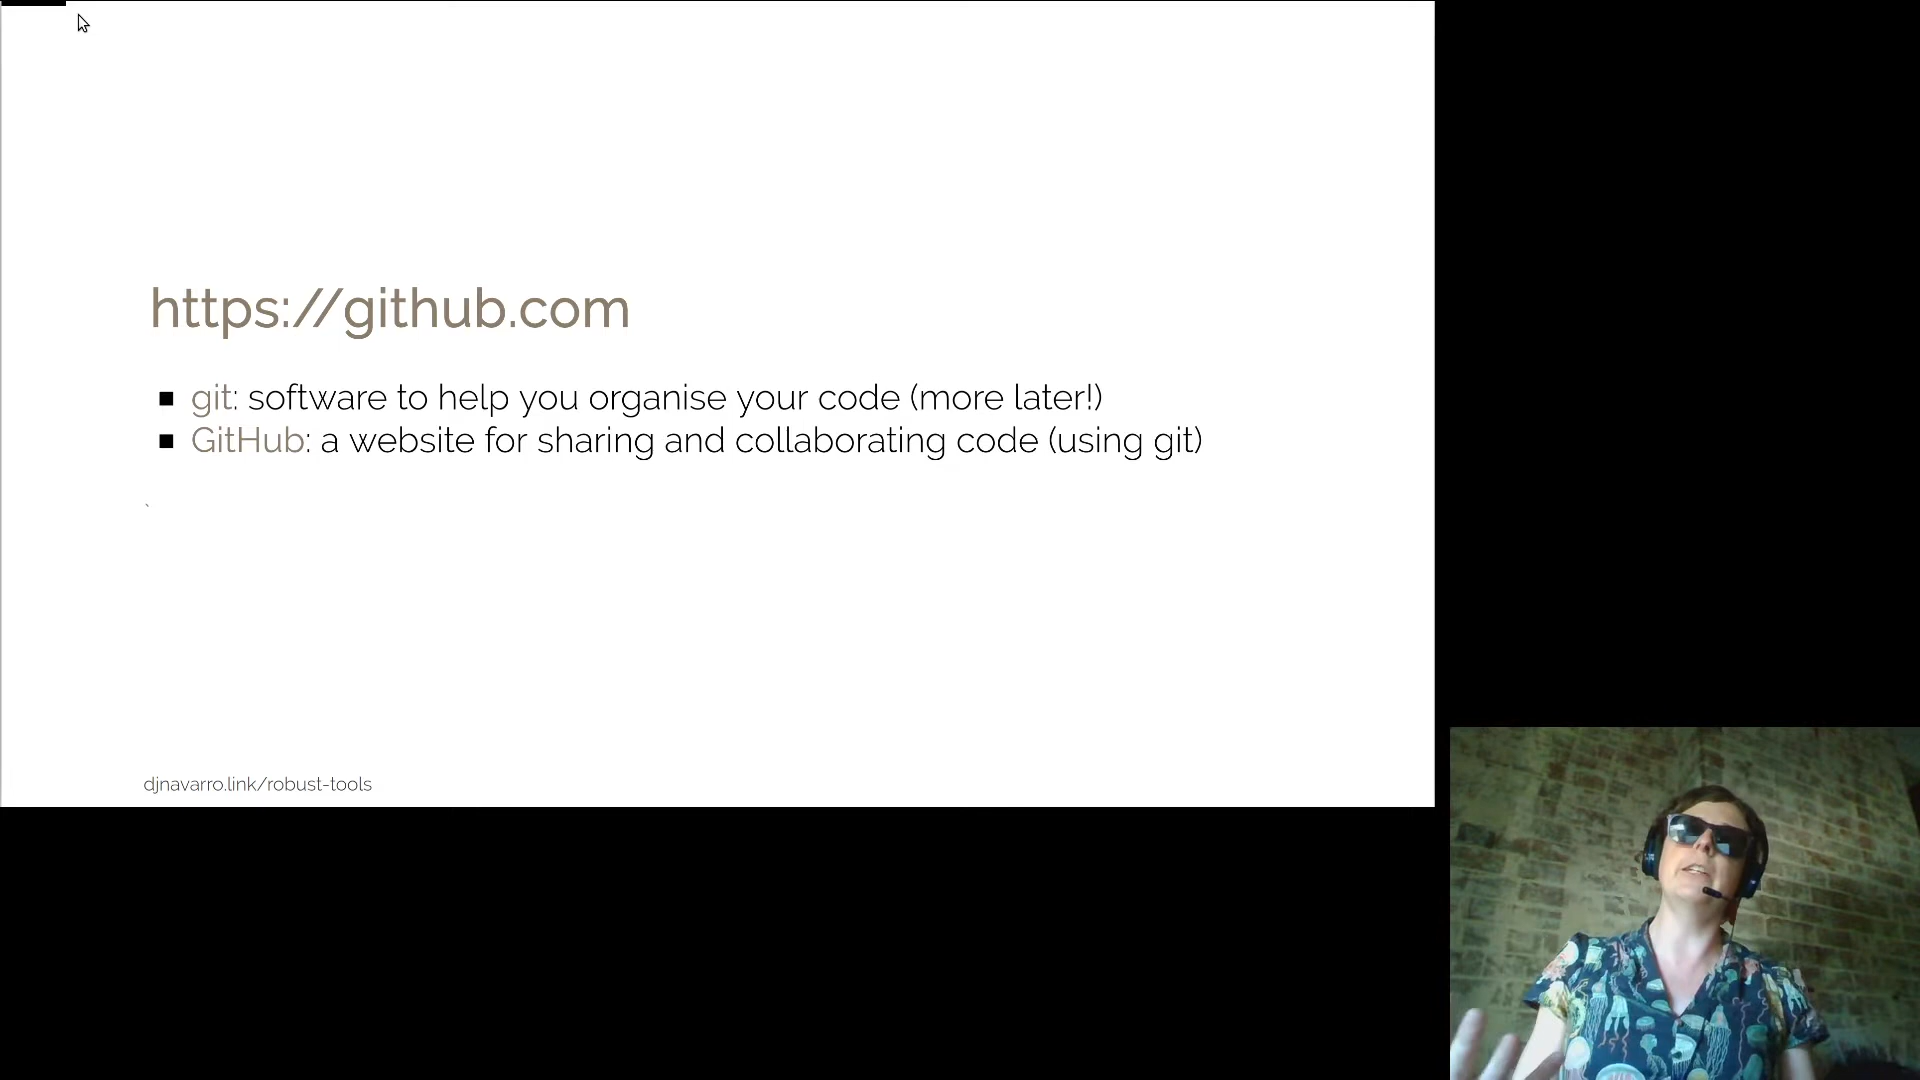 https://github.com
git: software to help you organise your code (more later!)
GitHub: a website for sharing and collaborating code (using git)
`
djnavarro.link/robust-tools